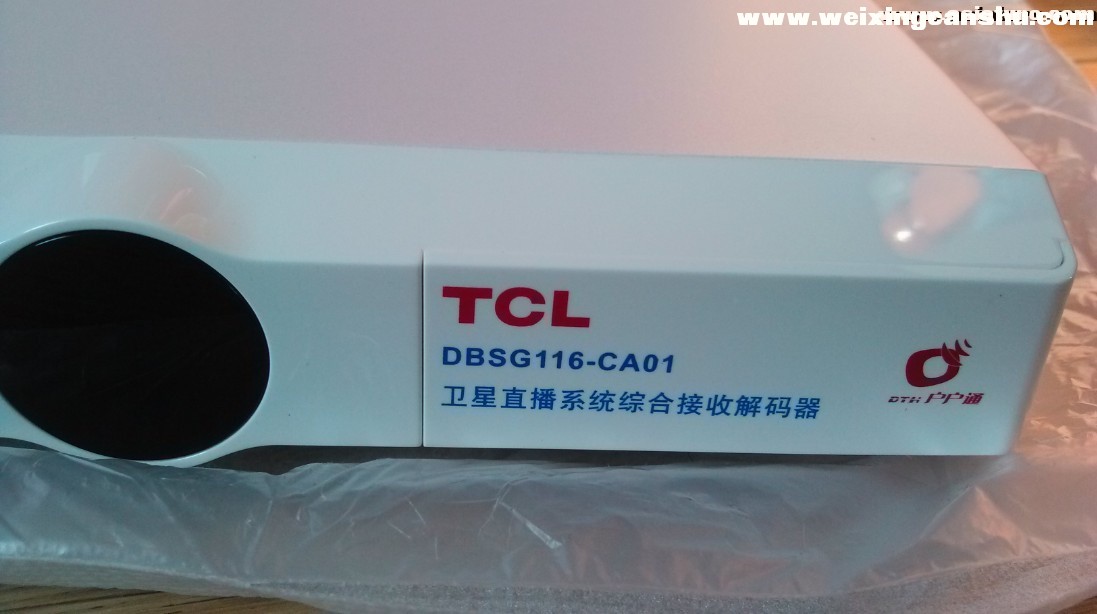 www.weixingcanshu.com
TCL
DBSG116-CA01
卫星直播系统综合接收解码器
DTH 户户通